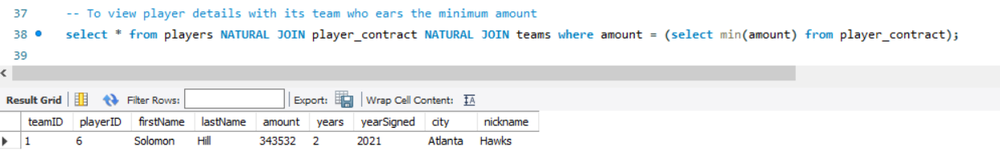 37 -- To view player details with its team who ears the minimum amount
38 select * from players NATURAL JOIN player_contract NATURAL JOIN teams where amount = (select min(amount) from player_contract);
39
Result Grid Filter Rows: Export: Wrap Cell Content:
teamID playerID firstName lastName amount years yearSigned city nickname
1 6 Solomon Hill 343532 2 2021 Atlanta Hawks